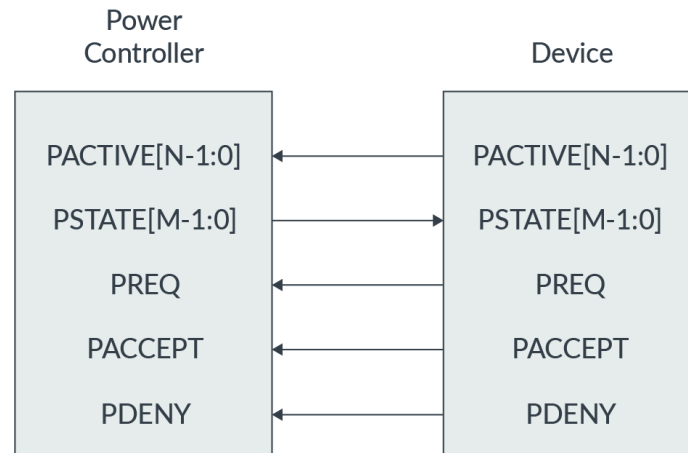 Power
Controller
Device
PACTIVE[N-1:0]
PACTIVE[N-1:0]
PSTATE[M-1:0]
PSTATE[M-1:0]
PREQ
PREQ
PACCEPT
PACCEPT
PDENY
PDENY